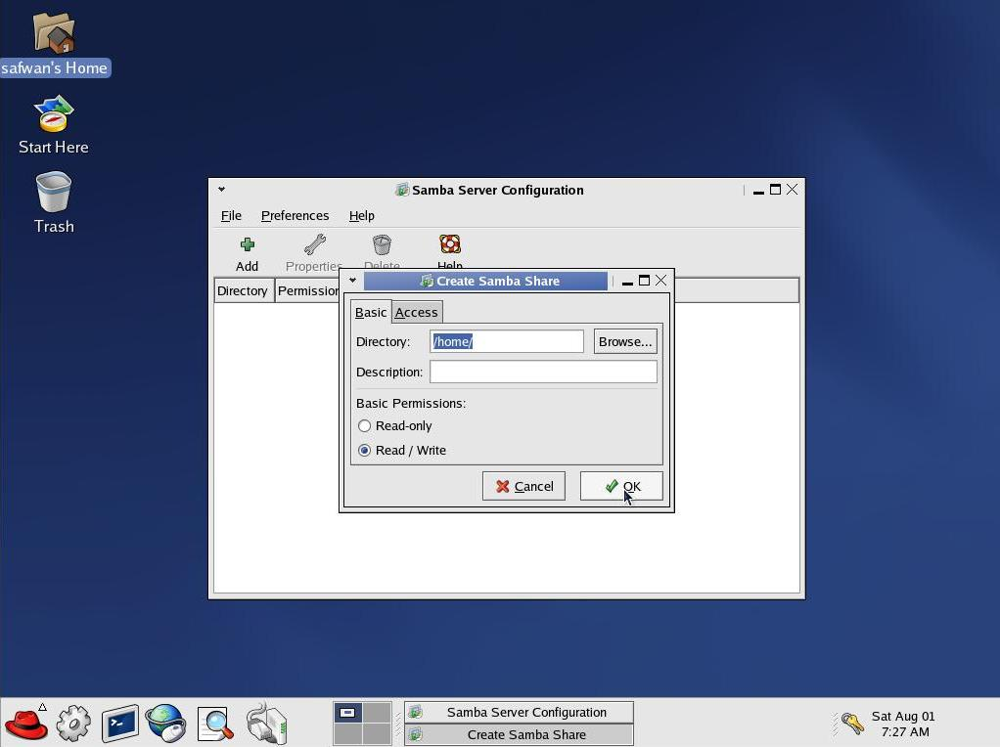 safwan's Home
Start Here
Trash
Samba Server Configuration
File Preferences Help
Add Properties Delete Help
Directory Permission
Create Samba Share
Basic Access
Directory: /home/ Browse...
Description:
Basic Permissions:
Read-only
Read / Write
Cancel OK
Samba Server Configuration
Create Samba Share
Sat Aug 01
7:27 AM